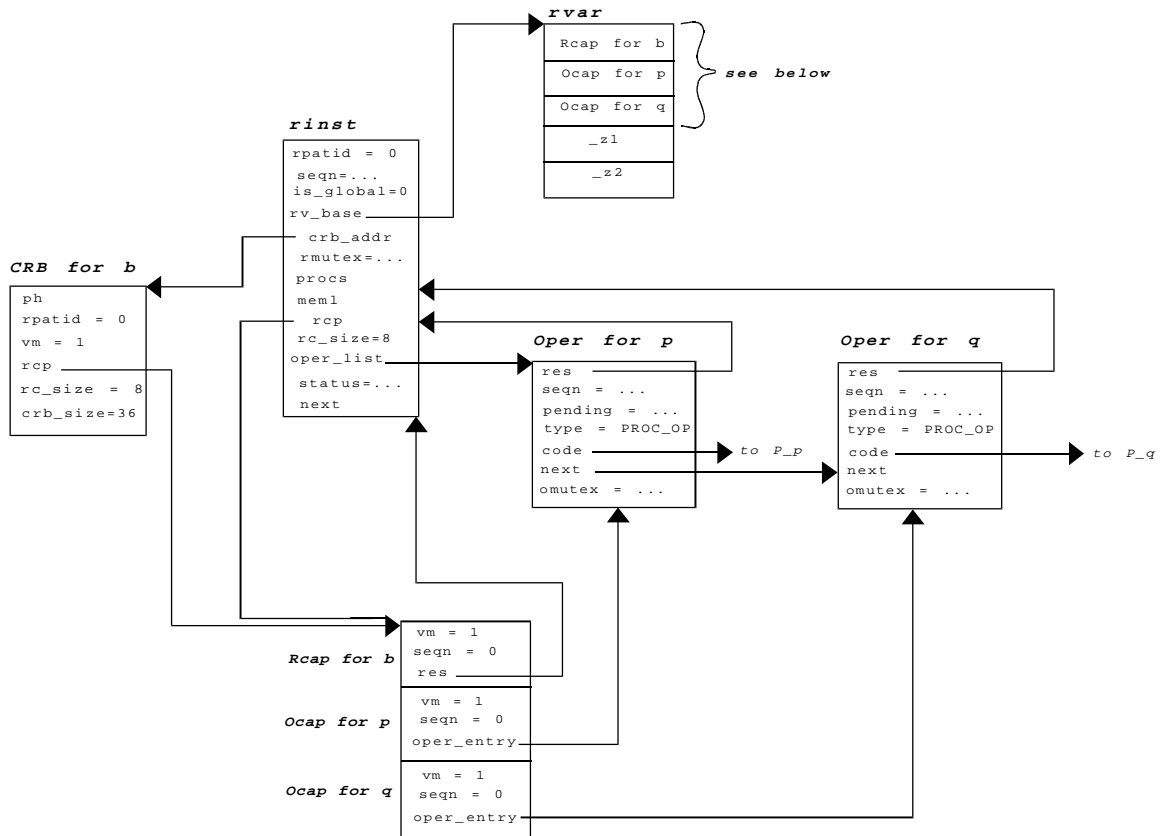 rvar
Rcap for b
Ocap for p
Ocap for q
_z1
_z2
see below
rinst
rpatid = 0
seqn=...
is_global=0
rv_base
crb_addr
rmutex=...
procs
meml
rcp
rc_size=8
oper_list
status=...
next
CRB for b
ph
rpatid = 0
vm = 1
rcp
rc_size = 8
crb_size=36
Oper for p
res
seqn = ...
pending = ...
type = PROC_OP
code
next
omutex = ...
to P_p
Oper for q
res
seqn = ...
pending = ...
type = PROC_OP
code
next
omutex = ...
to P_q
Rcap for b
vm = 1
seqn = 0
res
Ocap for p
vm = 1
seqn = 0
oper_entry
Ocap for q
vm = 1
seqn = 0
oper_entry